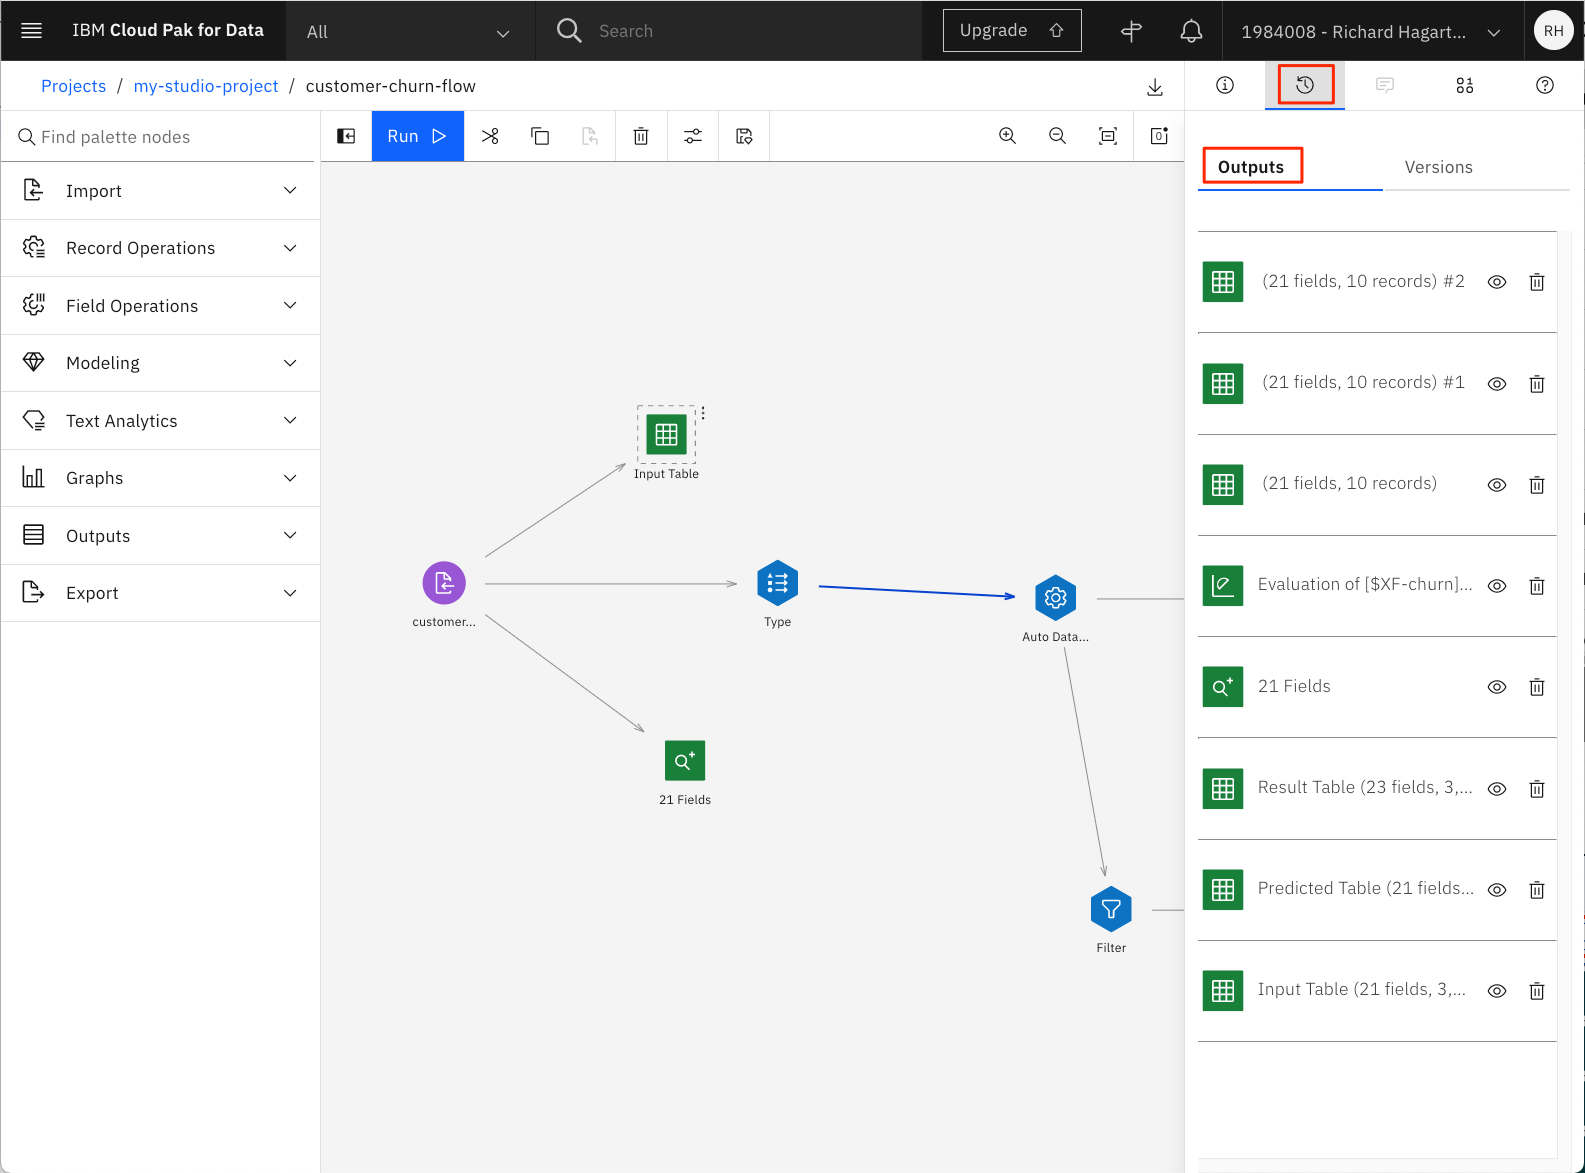 IBM Cloud Pak for Data
All
Search
Upgrade
1984008 - Richard Hagart...
RH
Projects / my-studio-project / customer-churn-flow
Find palette nodes
Run
Import
Record Operations
Field Operations
Modeling
Text Analytics
Graphs
Outputs
Export
Input Table
customer...
Type
Auto Data...
21 Fields
Filter
Outputs
Versions
(21 fields, 10 records) #2
(21 fields, 10 records) #1
(21 fields, 10 records)
Evaluation of [$XF-churn]...
21 Fields
Result Table (23 fields, 3,...
Predicted Table (21 fields...
Input Table (21 fields, 3,...